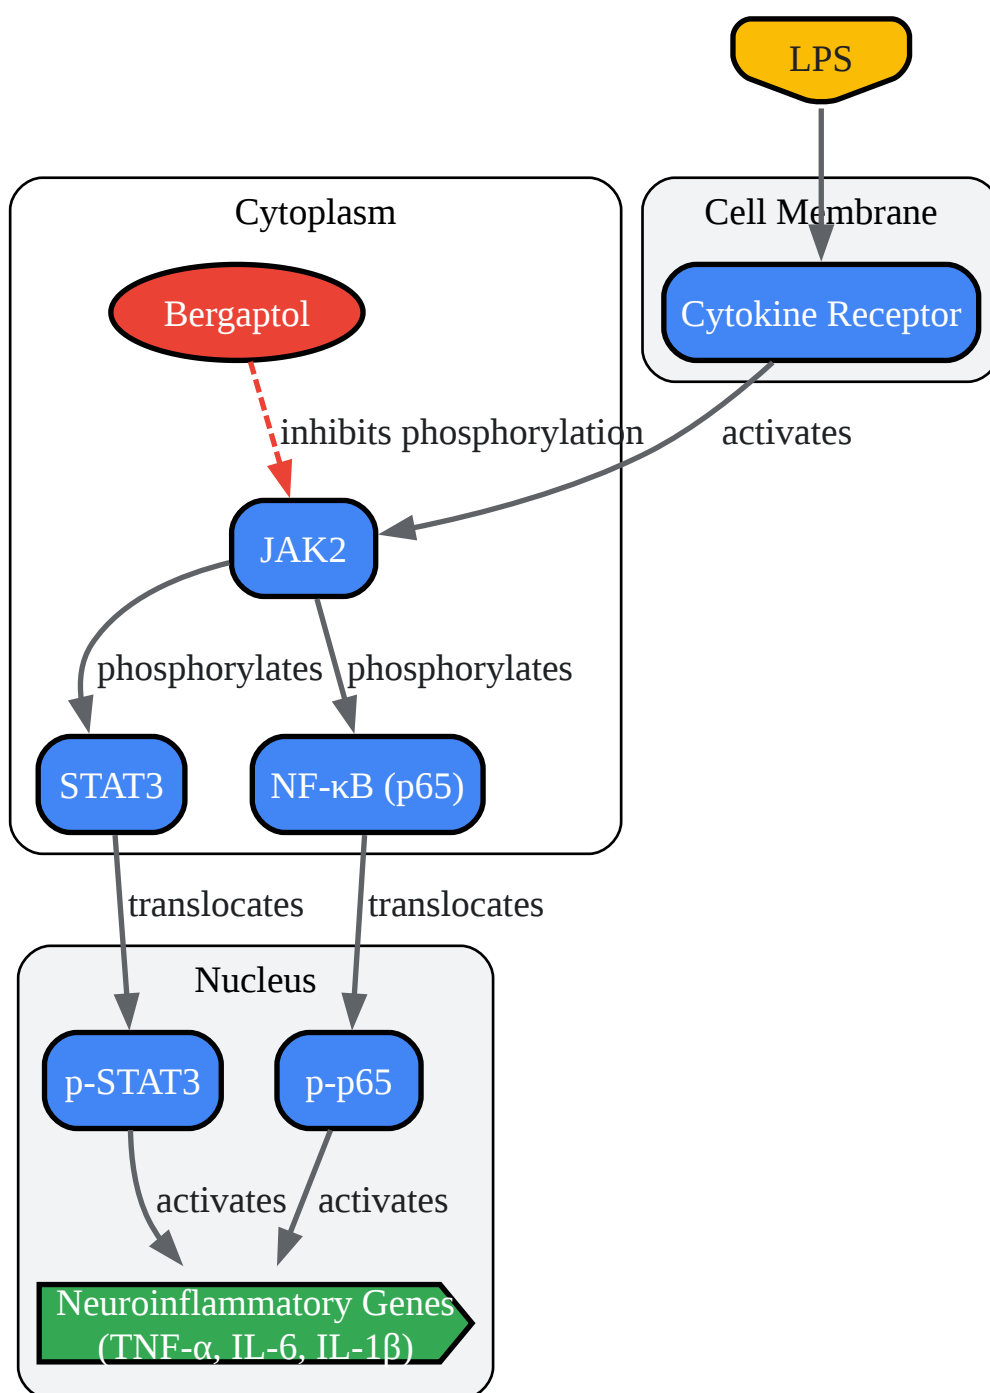 LPS
Cytoplasm
Cell Membrane
Bergaptol
Cytokine Receptor
inhibits phosphorylation
activates
JAK2
phosphorylates
phosphorylates
STAT3
NF-κB (p65)
translocates
translocates
Nucleus
p-STAT3
p-p65
activates
activates
Neuroinflammatory Genes
(TNF-α, IL-6, IL-1β)